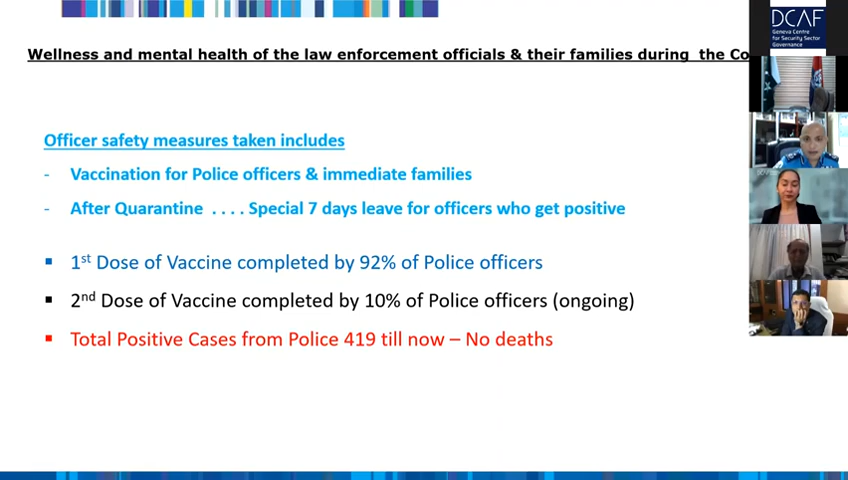 DCAF
Geneva Centre
for Security Sector
Governance
Wellness and mental health of the law enforcement officials & their families during the Co
Officer safety measures taken includes
- Vaccination for Police officers & immediate families
- After Quarantine . . . . Special 7 days leave for officers who get positive
▪ 1st Dose of Vaccine completed by 92% of Police officers
▪ 2nd Dose of Vaccine completed by 10% of Police officers (ongoing)
▪ Total Positive Cases from Police 419 till now – No deaths